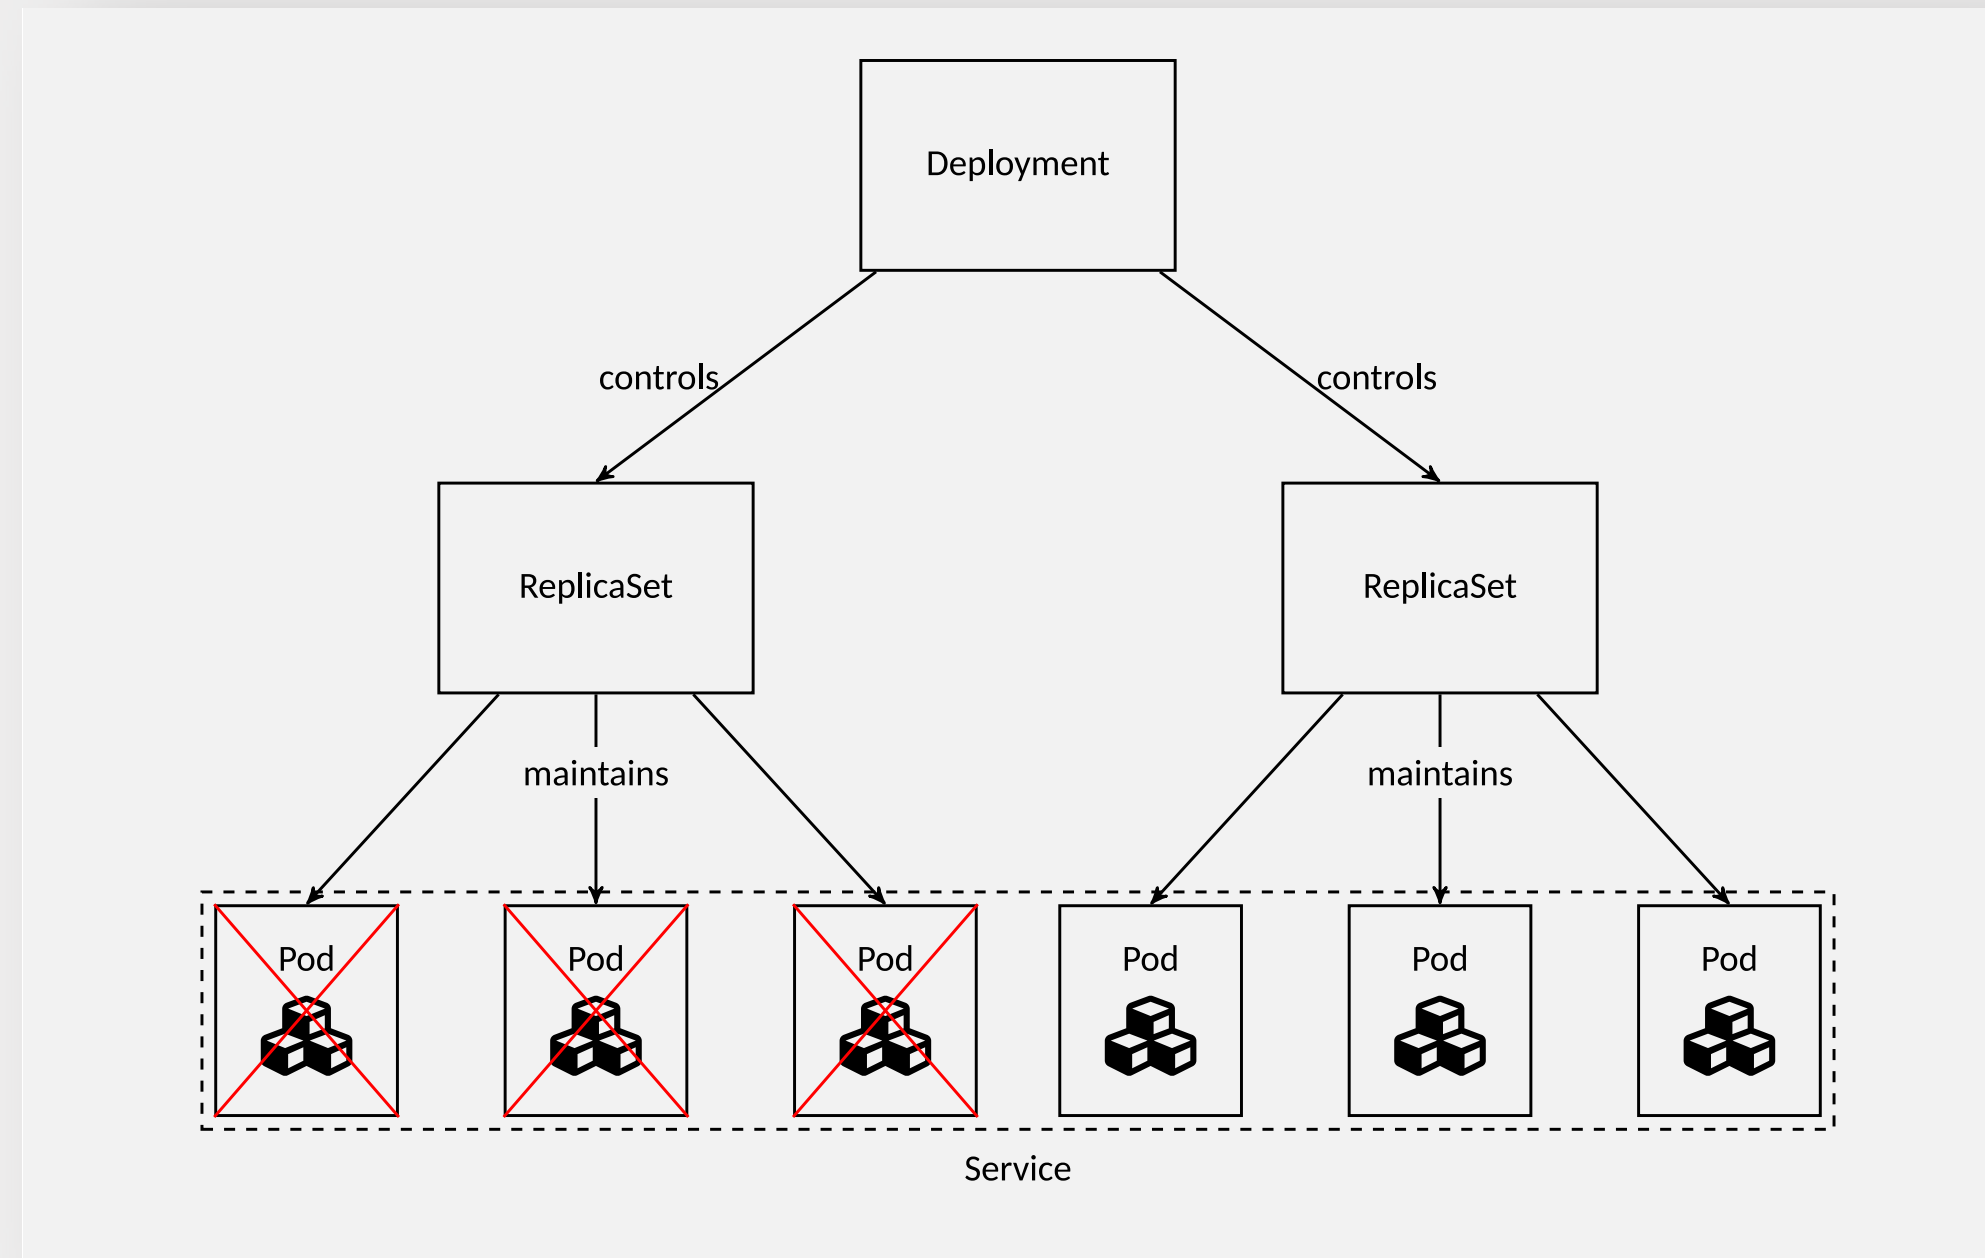 Deployment
controls
controls
ReplicaSet
ReplicaSet
maintains
maintains
Pod
Pod
Pod
Pod
Pod
Pod
Service